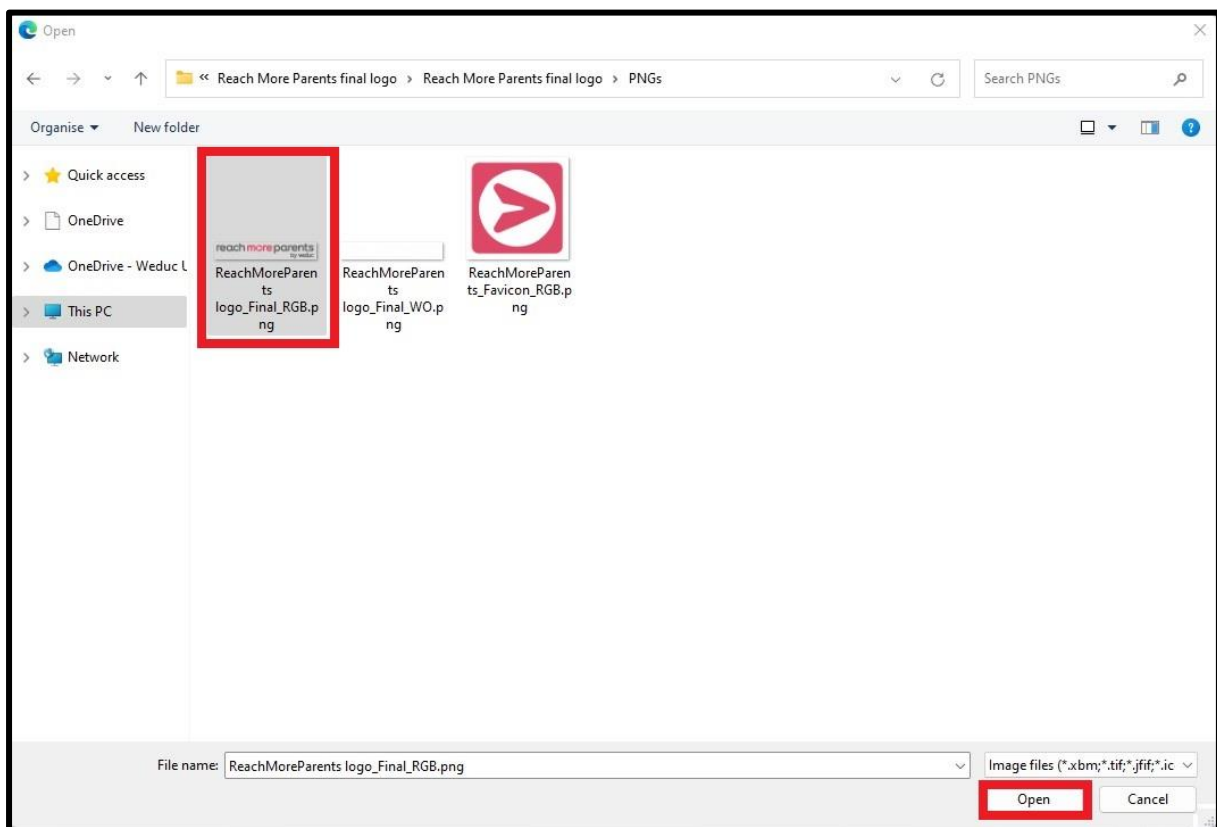 Open
« Reach More Parents final logo › Reach More Parents final logo › PNGs
Search PNGs
Organise
New folder
Quick access
OneDrive
OneDrive - Weduc U
This PC
Network
reach more parents
by weduc
ReachMoreParen
ts
logo_Final_RGB.p
ng
ReachMoreParen
ts
logo_Final_WO.p
ng
ReachMoreParen
ts_Favicon_RGB.p
ng
File name:
ReachMoreParents logo_Final_RGB.png
Image files (*.xbm;*.tif;*.jfif;*.ic
Open
Cancel